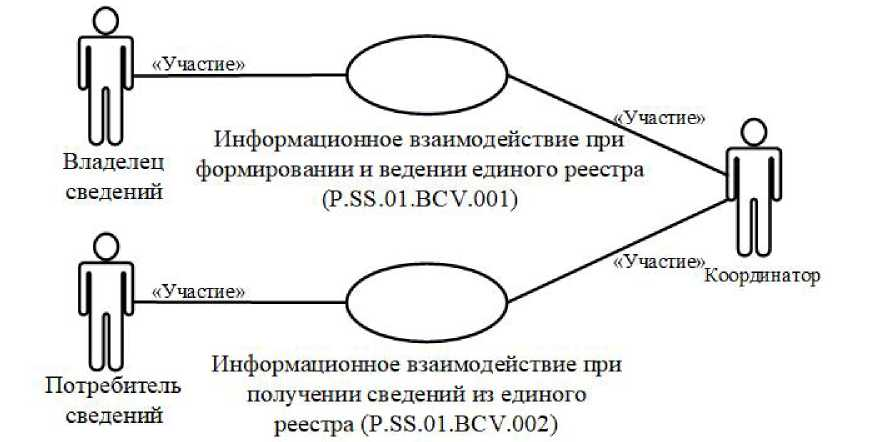 «Участие»
«Участие»
Информационное взаимодействие при
формировании и ведении единого реестра
(P.SS.01.BCV.001)
Владелец
сведений
«Участие»
«Участие»
Координатор
Информационное взаимодействие при
получении сведений из единого
реестра (P.SS.01.BCV.002)
Потребитель
сведений